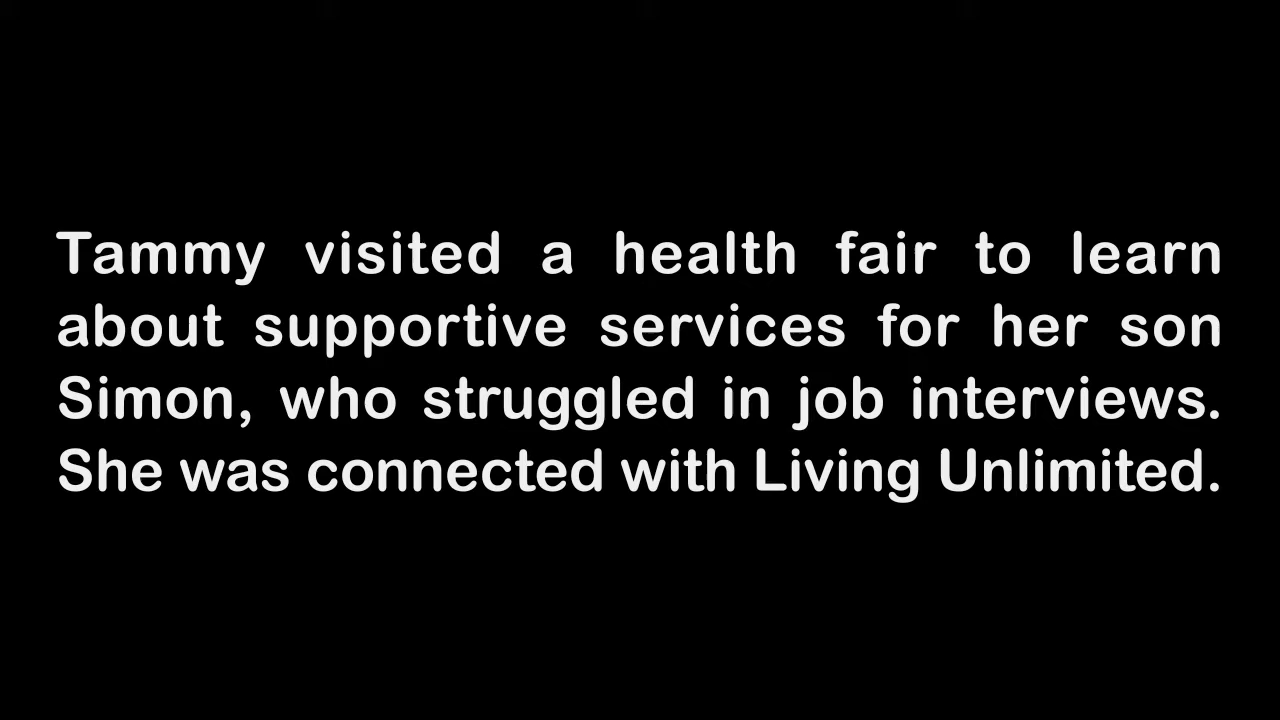 Tammy visited a health fair to learn
about supportive services for her son
Simon, who struggled in job interviews.
She was connected with Living Unlimited.